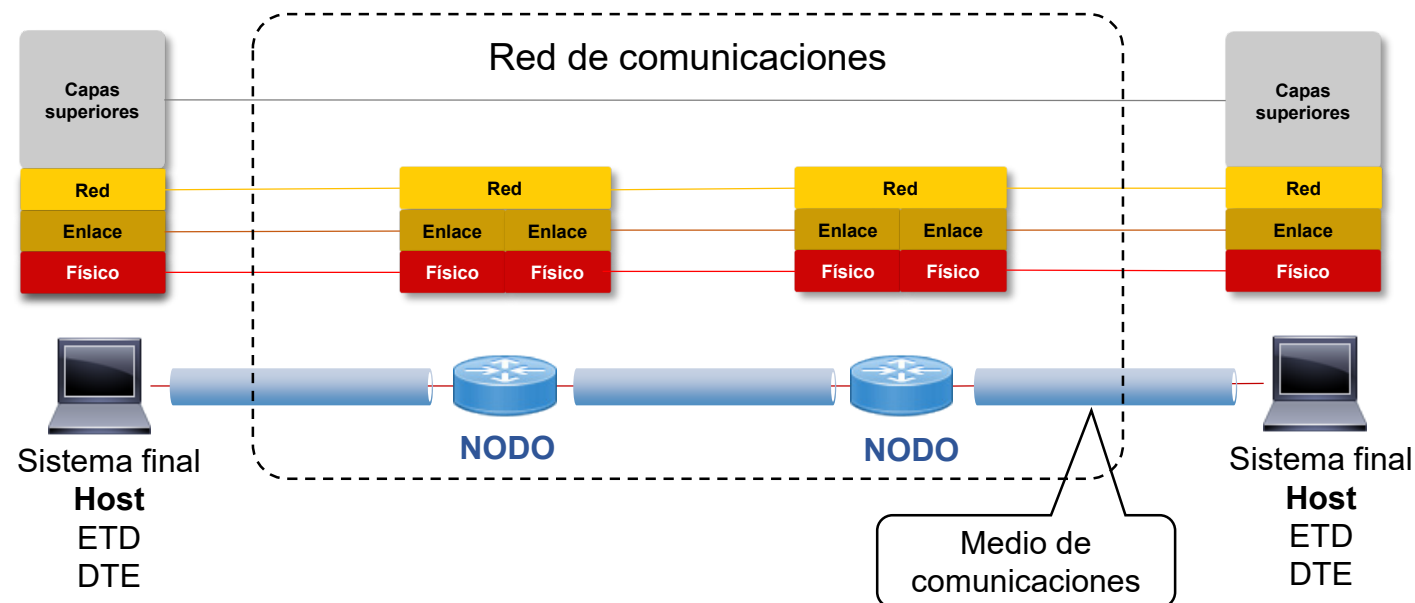 Red de comunicaciones
Capas
superiores
Capas
superiores
Red
Red
Red
Red
Enlace
Enlace
Enlace
Enlace
Enlace
Enlace
Físico
Físico
Físico
Físico
Físico
Físico
NODO
NODO
Sistema final
Host
ETD
DTE
Medio de
comunicaciones
Sistema final
Host
ETD
DTE